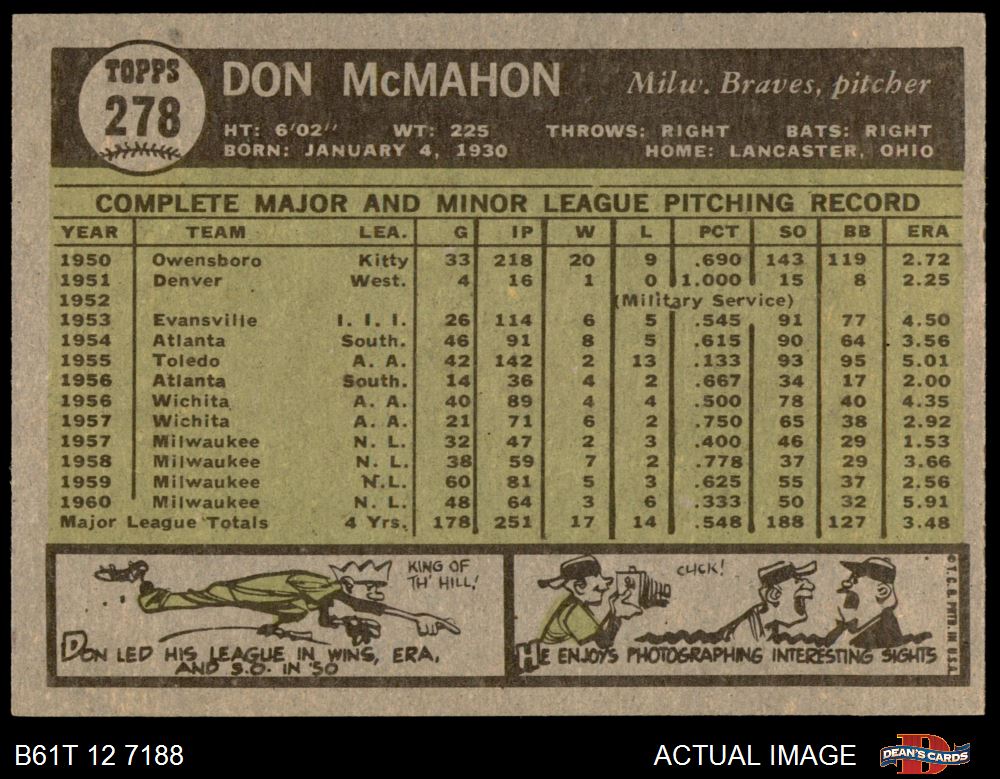 TOPPS
278
DON McMAHON Milw. Braves, pitcher
HT: 6'02" WT: 225 THROWS: RIGHT BATS: RIGHT
BORN: JANUARY 4, 1930 HOME: LANCASTER, OHIO
COMPLETE MAJOR AND MINOR LEAGUE PITCHING RECORD
YEAR TEAM LEA. G IP W L PCT SO BB ERA
1950 Owensboro Kitty 33 218 20 9 .690 143 119 2.72
1951 Denver West. 4 16 1 0 1.000 15 8 2.25
1952 (Military Service)
1953 Evansville I. I. I. 26 114 6 5 .545 91 77 4.50
1954 Atlanta South. 46 91 8 5 .615 90 64 3.56
1955 Toledo A. A. 42 142 2 13 .133 93 95 5.01
1956 Atlanta South. 14 36 4 2 .667 34 17 2.00
1956 Wichita A. A. 40 89 4 4 .500 78 40 4.35
1957 Wichita A. A. 21 71 6 2 .750 65 38 2.92
1957 Milwaukee N. L. 32 47 2 3 .400 46 29 1.53
1958 Milwaukee N. L. 38 59 7 2 .778 37 29 3.66
1959 Milwaukee N.L. 60 81 5 3 .625 55 37 2.56
1960 Milwaukee N.L. 48 64 3 6 .333 50 32 5.91
Major League Totals 4 Yrs. 178 251 17 14 .548 188 127 3.48
KING OF
TH' HILL!
DON LED HIS LEAGUE IN WINS, ERA,
AND S.O. IN '50
CLICK!
HE ENJOYS PHOTOGRAPHING INTERESTING SIGHTS
© T. C. G. PRTD. IN U.S.A.
B61T 12 7188
ACTUAL IMAGE
DEAN'S CARDS